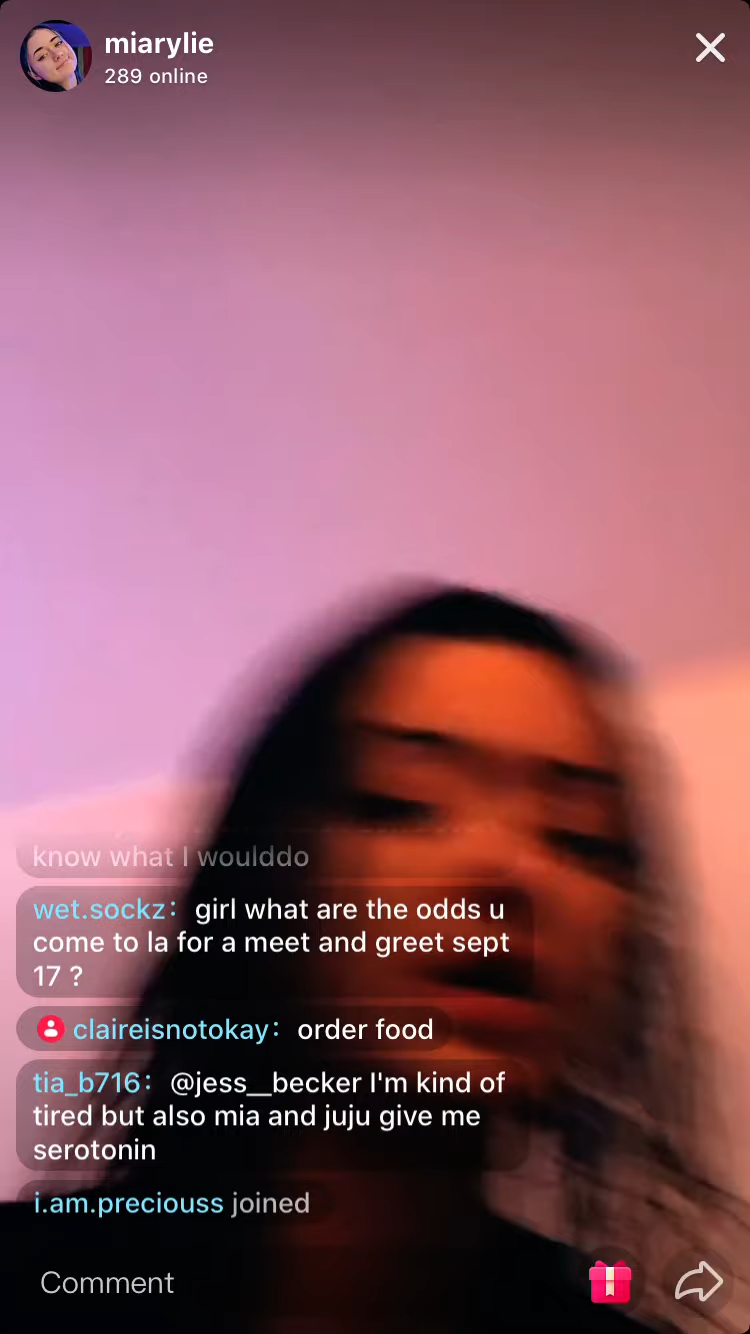 miarylie
289 online
know what I woulddo
wet.sockz: girl what are the odds u
come to la for a meet and greet sept
17 ?
claireisnotokay: order food
tia_b716: @jess__becker I'm kind of
tired but also mia and juju give me
serotonin
i.am.preciouss joined
Comment